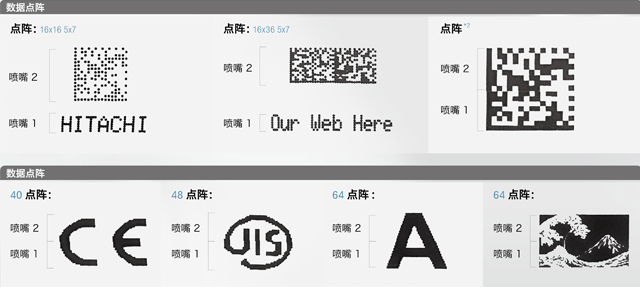 数据点阵
点阵：16x16 5x7
点阵：16x36 5x7
点阵 *2
喷嘴 2
喷嘴 1
HITACHI
喷嘴 2
喷嘴 1
Our Web Here
喷嘴 2
喷嘴 1
数据点阵
40 点阵：
48 点阵：
64 点阵：
64 点阵：
喷嘴 2
喷嘴 1
CE
喷嘴 2
喷嘴 1
JIS
喷嘴 2
喷嘴 1
A
喷嘴 2
喷嘴 1